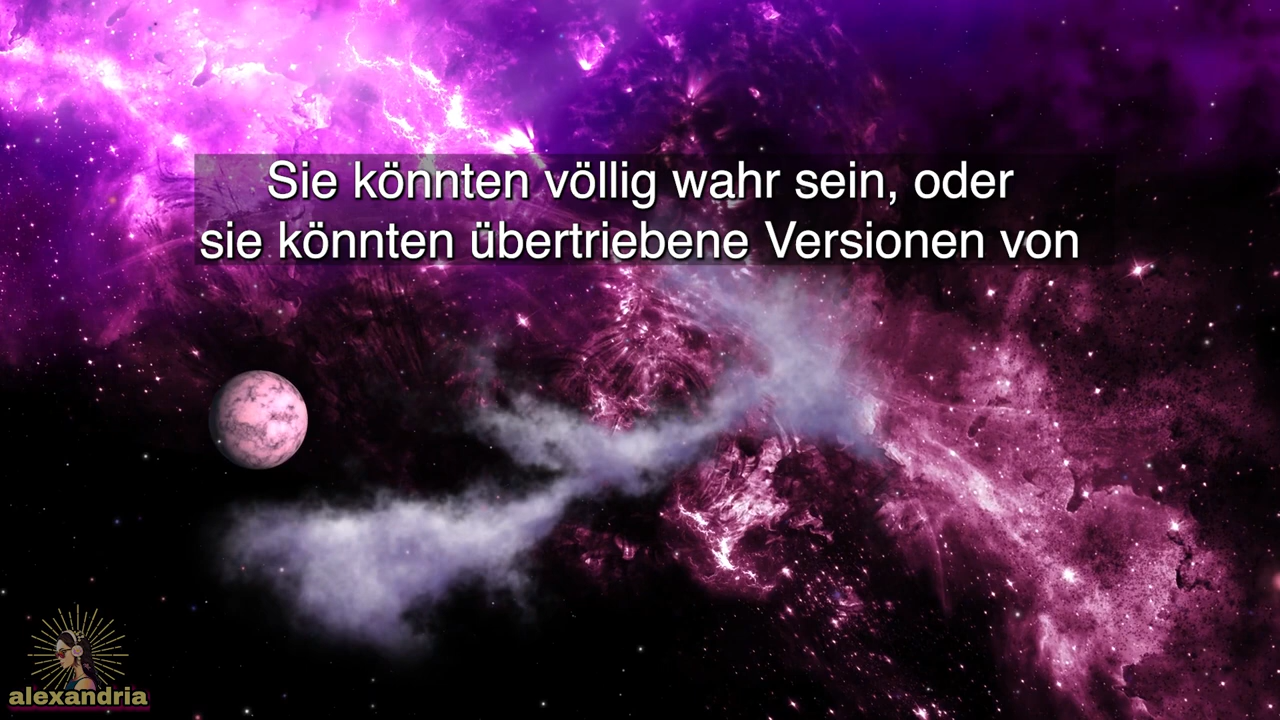 Sie könnten völlig wahr sein, oder
sie könnten übertriebene Versionen von
alexandria